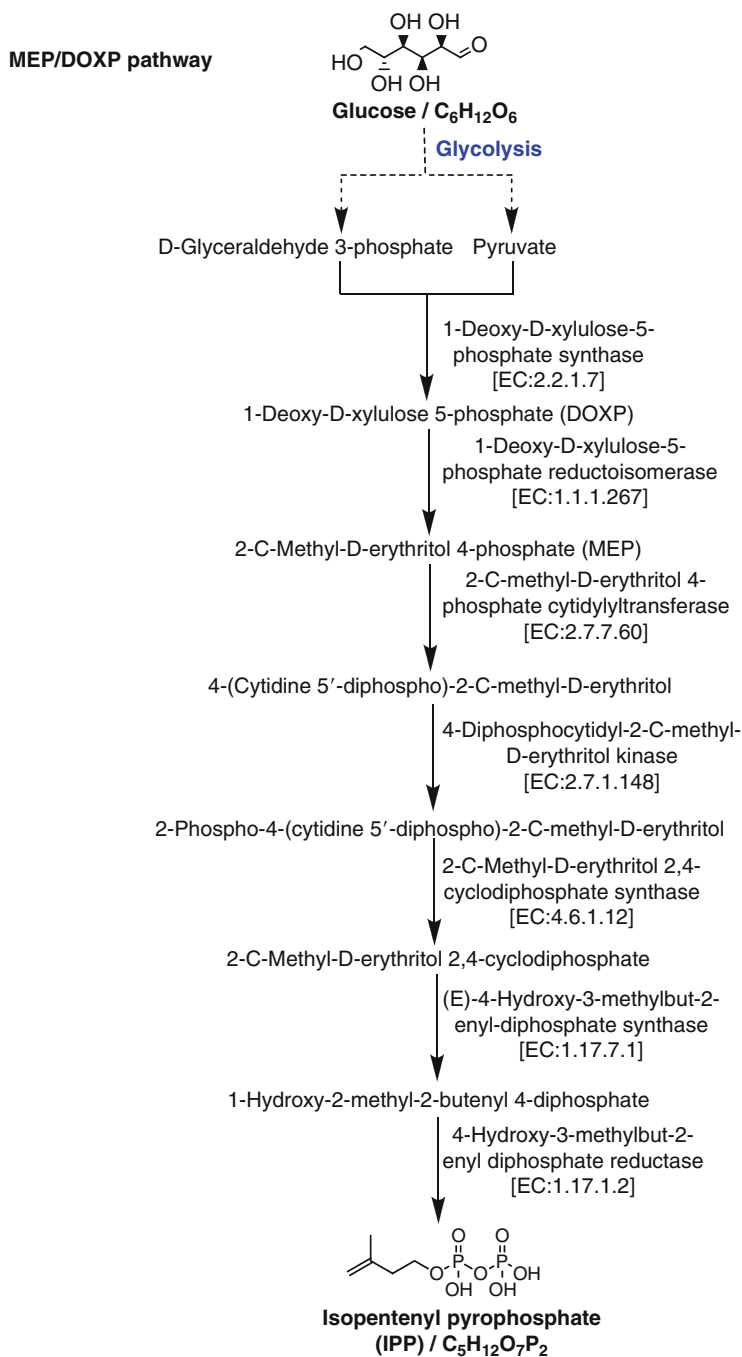 MEP/DOXP pathway
OH OH
O
HO
OH OH
Glucose / C₆H₁₂O₆
Glycolysis
D-Glyceraldehyde 3-phosphate Pyruvate
1-Deoxy-D-xylulose-5-
phosphate synthase
[EC:2.2.1.7]
1-Deoxy-D-xylulose 5-phosphate (DOXP)
1-Deoxy-D-xylulose-5-
phosphate reductoisomerase
[EC:1.1.1.267]
2-C-Methyl-D-erythritol 4-phosphate (MEP)
2-C-methyl-D-erythritol 4-
phosphate cytidylyltransferase
[EC:2.7.7.60]
4-(Cytidine 5′-diphospho)-2-C-methyl-D-erythritol
4-Diphosphocytidyl-2-C-methyl-
D-erythritol kinase
[EC:2.7.1.148]
2-Phospho-4-(cytidine 5′-diphospho)-2-C-methyl-D-erythritol
2-C-Methyl-D-erythritol 2,4-
cyclodiphosphate synthase
[EC:4.6.1.12]
2-C-Methyl-D-erythritol 2,4-cyclodiphosphate
(E)-4-Hydroxy-3-methylbut-2-
enyl-diphosphate synthase
[EC:1.17.7.1]
1-Hydroxy-2-methyl-2-butenyl 4-diphosphate
4-Hydroxy-3-methylbut-2-
enyl diphosphate reductase
[EC:1.17.1.2]
O O
O P O P OH
OH OH
Isopentenyl pyrophosphate
(IPP) / C₅H₁₂O₇P₂